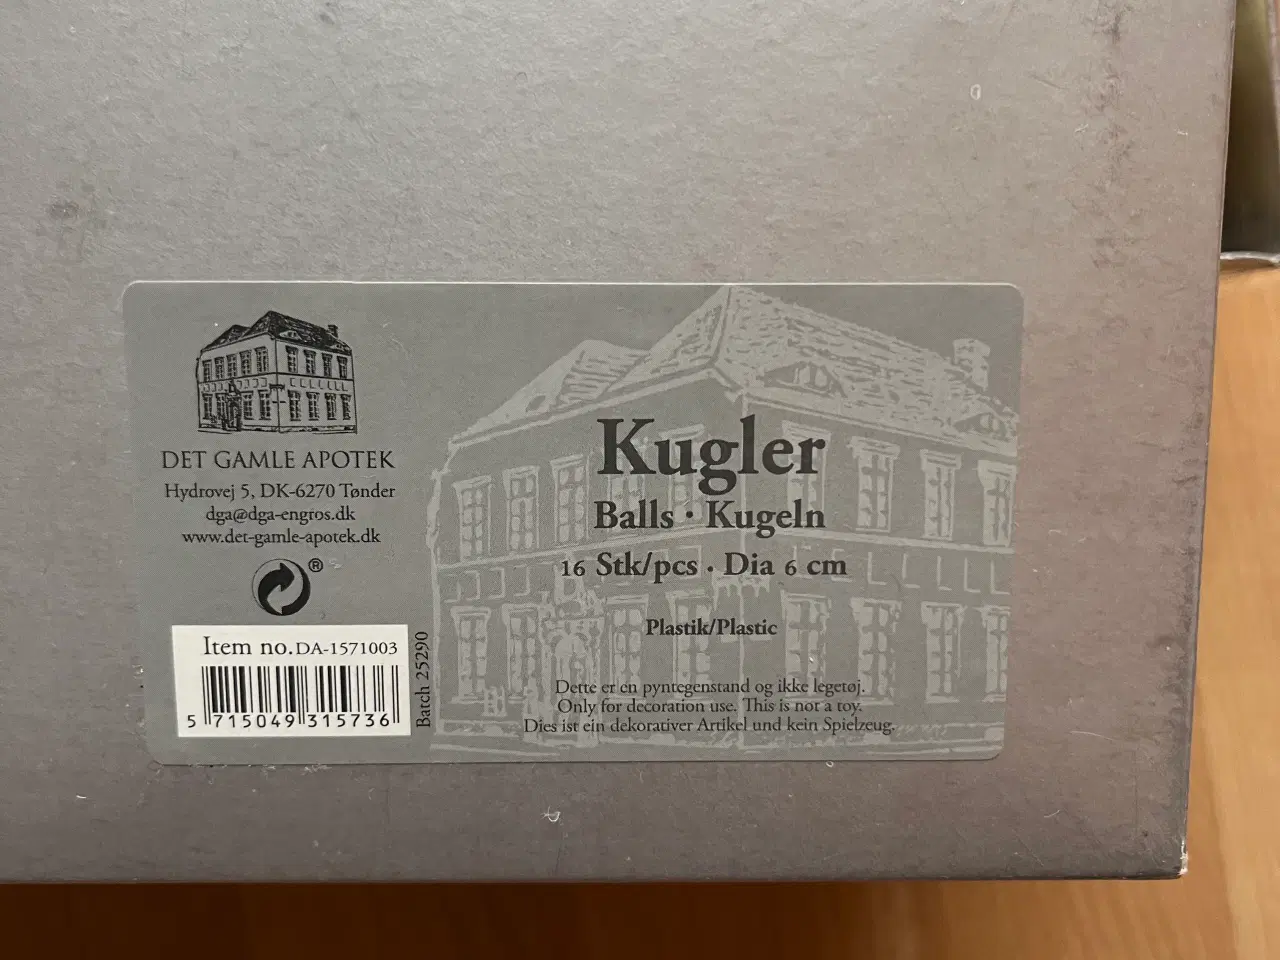 DET GAMLE APOTEK
Hydrovej 5, DK-6270 Tønder
dga@dga-engros.dk
www.det-gamle-apotek.dk
®
Item no.DA-1571003
5 715049 315736
Batch 25290
Kugler
Balls · Kugeln
16 Stk/pcs · Dia 6 cm
Plastik/Plastic
Dette er en pyntegenstand og ikke legetøj.
Only for decoration use. This is not a toy.
Dies ist ein dekorativer Artikel und kein Spielzeug.